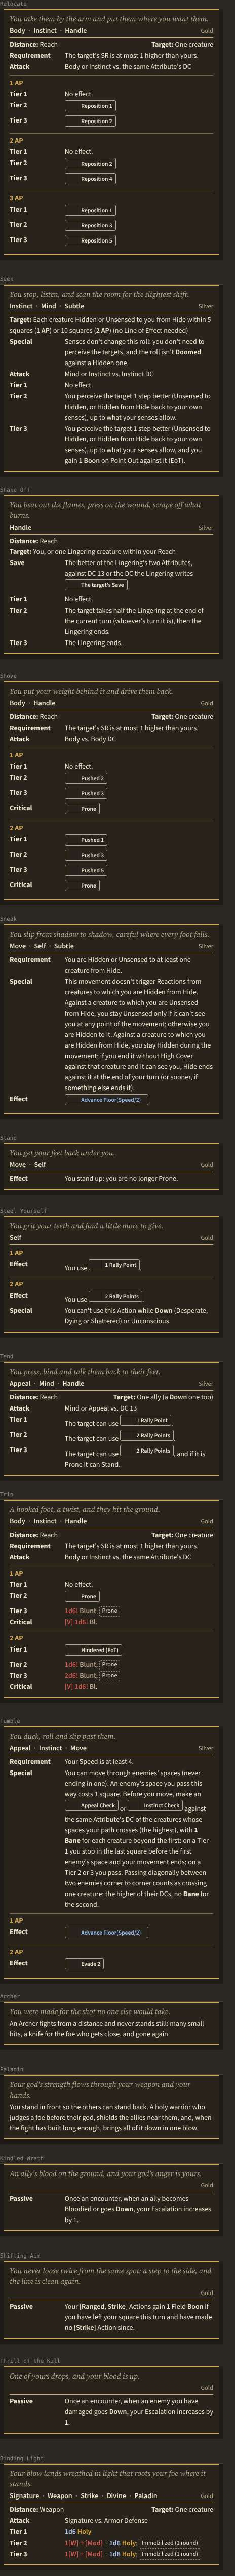 Relocate
You take them by the arm and put them where you want them.
Body · Instinct · Handle Gold
Distance: Reach Target: One creature
Requirement The target's SR is at most 1 higher than yours.
Attack Body or Instinct vs. the same Attribute's DC
1 AP
Tier 1 No effect.
Tier 2 Reposition 1
Tier 3 Reposition 2
2 AP
Tier 1 No effect.
Tier 2 Reposition 2
Tier 3 Reposition 4
3 AP
Tier 1 Reposition 1
Tier 2 Reposition 3
Tier 3 Reposition 5
Seek
You stop, listen, and scan the room for the slightest shift.
Instinct · Mind · Subtle Silver
Target: Each creature Hidden or Unsensed to you from Hide within 5
squares (1 AP) or 10 squares (2 AP) (no Line of Effect needed)
Special Senses don't change this roll: you don't need to
perceive the targets, and the roll isn't Doomed
against a Hidden one.
Attack Mind or Instinct vs. Instinct DC
Tier 1 No effect.
Tier 2 You perceive the target 1 step better (Unsensed to
Hidden, or Hidden from Hide back to your own
senses), up to what your senses allow.
Tier 3 You perceive the target 1 step better (Unsensed to
Hidden, or Hidden from Hide back to your own
senses), up to what your senses allow, and you
gain 1 Boon on Point Out against it (EoT).
Shake Off
You beat out the flames, press on the wound, scrape off what
burns.
Handle Silver
Distance: Reach
Target: You, or one Lingering creature within your Reach
Save The better of the Lingering's two Attributes,
against DC 13 or the DC the Lingering writes
The target's Save
Tier 1 No effect.
Tier 2 The target takes half the Lingering at the end of
the current turn (whoever's turn it is), then the
Lingering ends.
Tier 3 The Lingering ends.
Shove
You put your weight behind it and drive them back.
Body · Handle Gold
Distance: Reach Target: One creature
Requirement The target's SR is at most 1 higher than yours.
Attack Body vs. Body DC
1 AP
Tier 1 No effect.
Tier 2 Pushed 2
Tier 3 Pushed 3
Critical Prone
2 AP
Tier 1 Pushed 1
Tier 2 Pushed 3
Tier 3 Pushed 5
Critical Prone
Sneak
You slip from shadow to shadow, careful where every foot falls.
Move · Self · Subtle Silver
Requirement You are Hidden or Unsensed to at least one
creature from Hide.
Special This movement doesn't trigger Reactions from
creatures to which you are Hidden from Hide.
Against a creature to which you are Unsensed
from Hide, you stay Unsensed only if it can't see
you at any point of the movement; otherwise you
are Hidden to it. Against a creature to which you
are Hidden from Hide, you stay Hidden during the
movement; if you end it without High Cover
against that creature and it can see you, Hide ends
against it at the end of your turn (or sooner, if
something else ends it).
Effect Advance Floor(Speed/2)
Stand
You get your feet back under you.
Move · Self Gold
Effect You stand up: you are no longer Prone.
Steel Yourself
You grit your teeth and find a little more to give.
Self Gold
1 AP
Effect You use 1 Rally Point.
2 AP
Effect You use 2 Rally Points.
Special You can't use this Action while Down (Desperate,
Dying or Shattered) or Unconscious.
Tend
You press, bind and talk them back to their feet.
Appeal · Mind · Handle Silver
Distance: Reach Target: One ally (a Down one too)
Attack Mind or Appeal vs. DC 13
Tier 1 The target can use 1 Rally Point.
Tier 2 The target can use 2 Rally Points.
Tier 3 The target can use 2 Rally Points, and if it is
Prone it can Stand.
Trip
A hooked foot, a twist, and they hit the ground.
Body · Instinct · Handle Gold
Distance: Reach Target: One creature
Requirement The target's SR is at most 1 higher than yours.
Attack Body or Instinct vs. the same Attribute's DC
1 AP
Tier 1 No effect.
Tier 2 Prone
Tier 3 1d6! Blunt; Prone
Critical [V] 1d6! Bl.
2 AP
Tier 1 Hindered (EoT)
Tier 2 1d6! Blunt; Prone
Tier 3 2d6! Blunt; Prone
Critical [V] 1d6! Bl.
Tumble
You duck, roll and slip past them.
Appeal · Instinct · Move Silver
Requirement Your Speed is at least 4.
Special You can move through enemies' spaces (never
ending in one). An enemy's space you pass this
way costs 1 square. Before you move, make an
Appeal Check or Instinct Check against
the same Attribute's DC of the creatures whose
spaces your path crosses (the highest), with 1
Bane for each creature beyond the first: on a Tier
1 you stop in the last square before the first
enemy's space and your movement ends; on a
Tier 2 or 3 you pass. Passing diagonally between
two enemies corner to corner counts as crossing
one creature: the higher of their DCs, no Bane for
the second.
1 AP
Effect Advance Floor(Speed/2)
2 AP
Effect Evade 2
Archer
You were made for the shot no one else would take.
An Archer fights from a distance and never stands still: many small
hits, a knife for the foe who gets close, and gone again.
Paladin
Your god's strength flows through your weapon and your
hands.
You stand in front so the others can stand back. A holy warrior who
judges a foe before their god, shields the allies near them, and, when
the fight has built long enough, brings all of it down in one blow.
Kindled Wrath
An ally's blood on the ground, and your god's anger is yours.
Gold
Passive Once an encounter, when an ally becomes
Bloodied or goes Down, your Escalation increases
by 1.
Shifting Aim
You never loose twice from the same spot: a step to the side, and
the line is clean again.
Gold
Passive Your [Ranged, Strike] Actions gain 1 Field Boon if
you have left your square this turn and have made
no [Strike] Action since.
Thrill of the Kill
One of yours drops, and your blood is up.
Gold
Passive Once an encounter, when an enemy you have
damaged goes Down, your Escalation increases by
1.
Binding Light
Your blow lands wreathed in light that roots your foe where it
stands.
Signature · Weapon · Strike · Divine · Paladin
Distance: Weapon Target: One creature
Attack Signature vs. Armor Defense
Tier 1 1d6 Holy
Tier 2 1[W] + [Mod] + 1d6 Holy; Immobilized (1 round)
Tier 3 1[W] + [Mod] + 1d8 Holy; Immobilized (1 round)